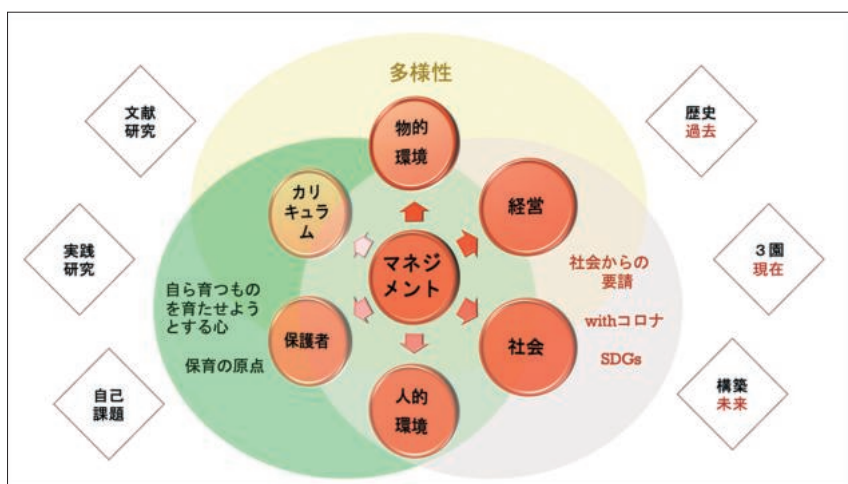 多様性
文献
研究
実践
研究
自己
課題
物的
環境
カリ
キュラ
ム
経営
マネジ
メント
保護者
社会
人的
環境
自ら育つもの
を育たせよう
とする心
保育の原点
社会からの
要請
withコロナ
SDGs
歴史
過去
3園
現在
構築
未来